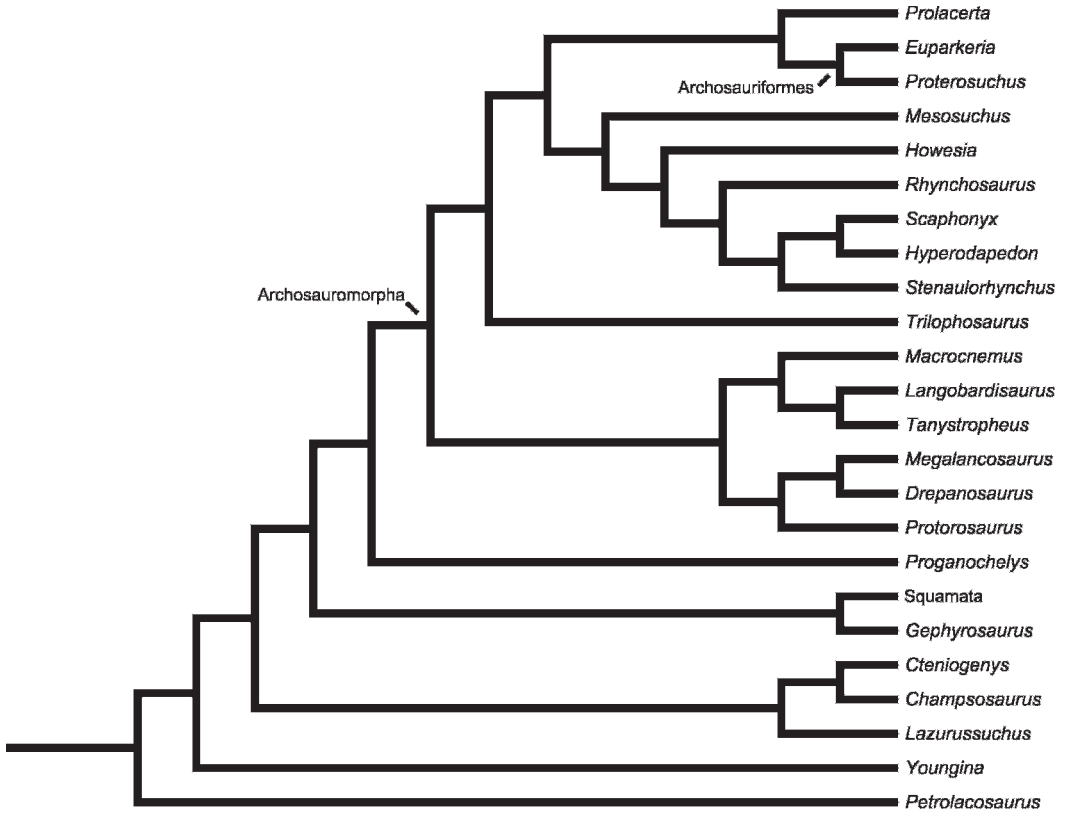 Prolacerta
Euparkeria
Archosauriformes
Proterosuchus
Mesosuchus
Howesia
Rhynchosaurus
Scaphonyx
Hyperodapedon
Stenaulorhynchus
Archosauromorpha
Trilophosaurus
Macrocnemus
Langobardisaurus
Tanystropheus
Megalancosaurus
Drepanosaurus
Protorosaurus
Proganochelys
Squamata
Gephyrosaurus
Cteniogenys
Champsosaurus
Lazurussuchus
Youngina
Petrolacosaurus